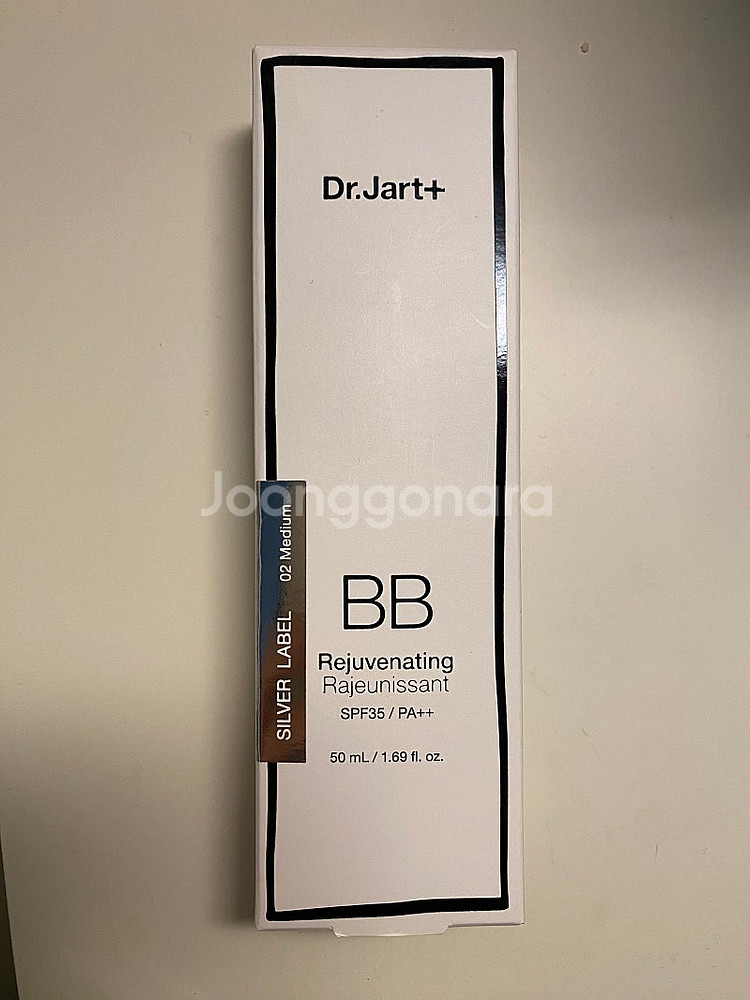 Dr.Jart+
Joonggonara
SILVER LABEL 02 Medium
BB
Rejuvenating
Rajeunissant
SPF35 / PA++
50 mL / 1.69 fl. oz.